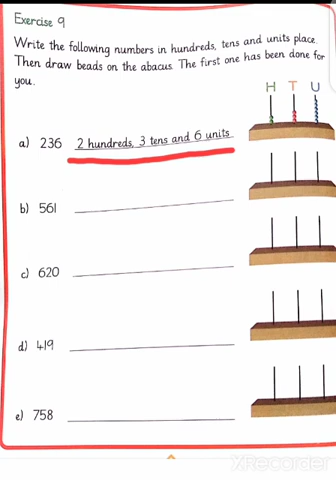 Exercise 9
Write the following numbers in hundreds, tens and units place.
Then draw beads on the abacus. The first one has been done for
you.
H T U
a) 236 2 hundreds, 3 tens and 6 units
b) 561
c) 620
d) 419
e) 758
XRecorder